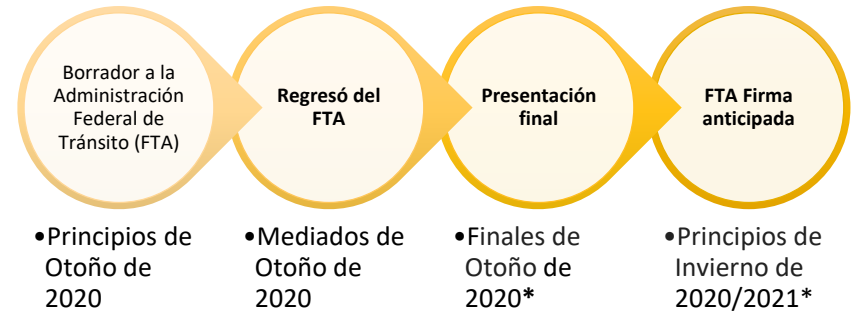 Borrador a la
Administración
Federal de
Tránsito (FTA)
Regresó del
FTA
Presentación
final
FTA Firma
anticipada
•Principios de
Otoño de
2020
•Mediados de
Otoño de
2020
•Finales de
Otoño de
2020*
•Principios de
Invierno de
2020/2021*